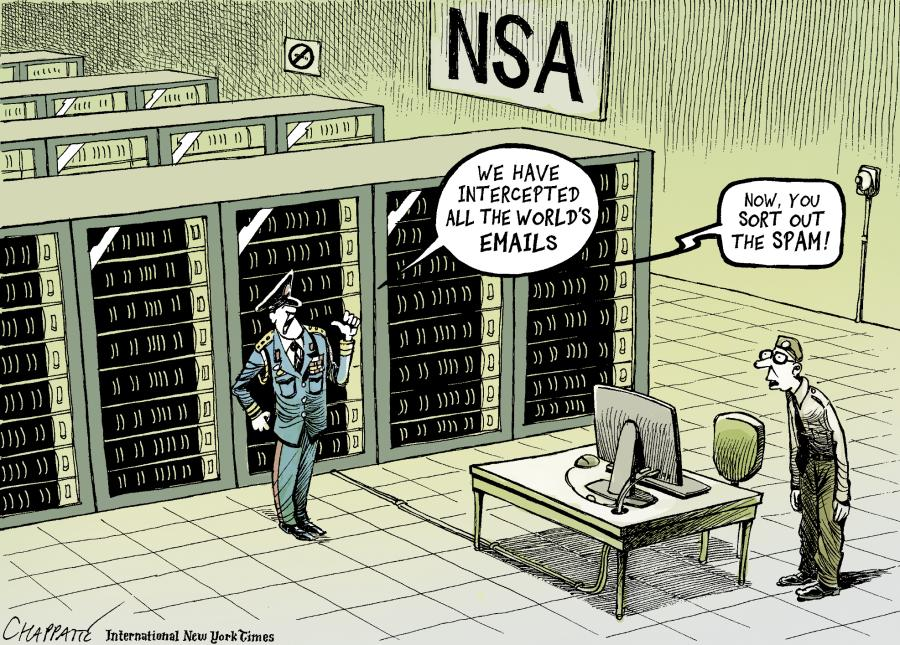 NSA
WE HAVE
INTERCEPTED
ALL THE WORLD'S
EMAILS
NOW, YOU
SORT OUT
THE SPAM!
CHAPPATTE International New York Times